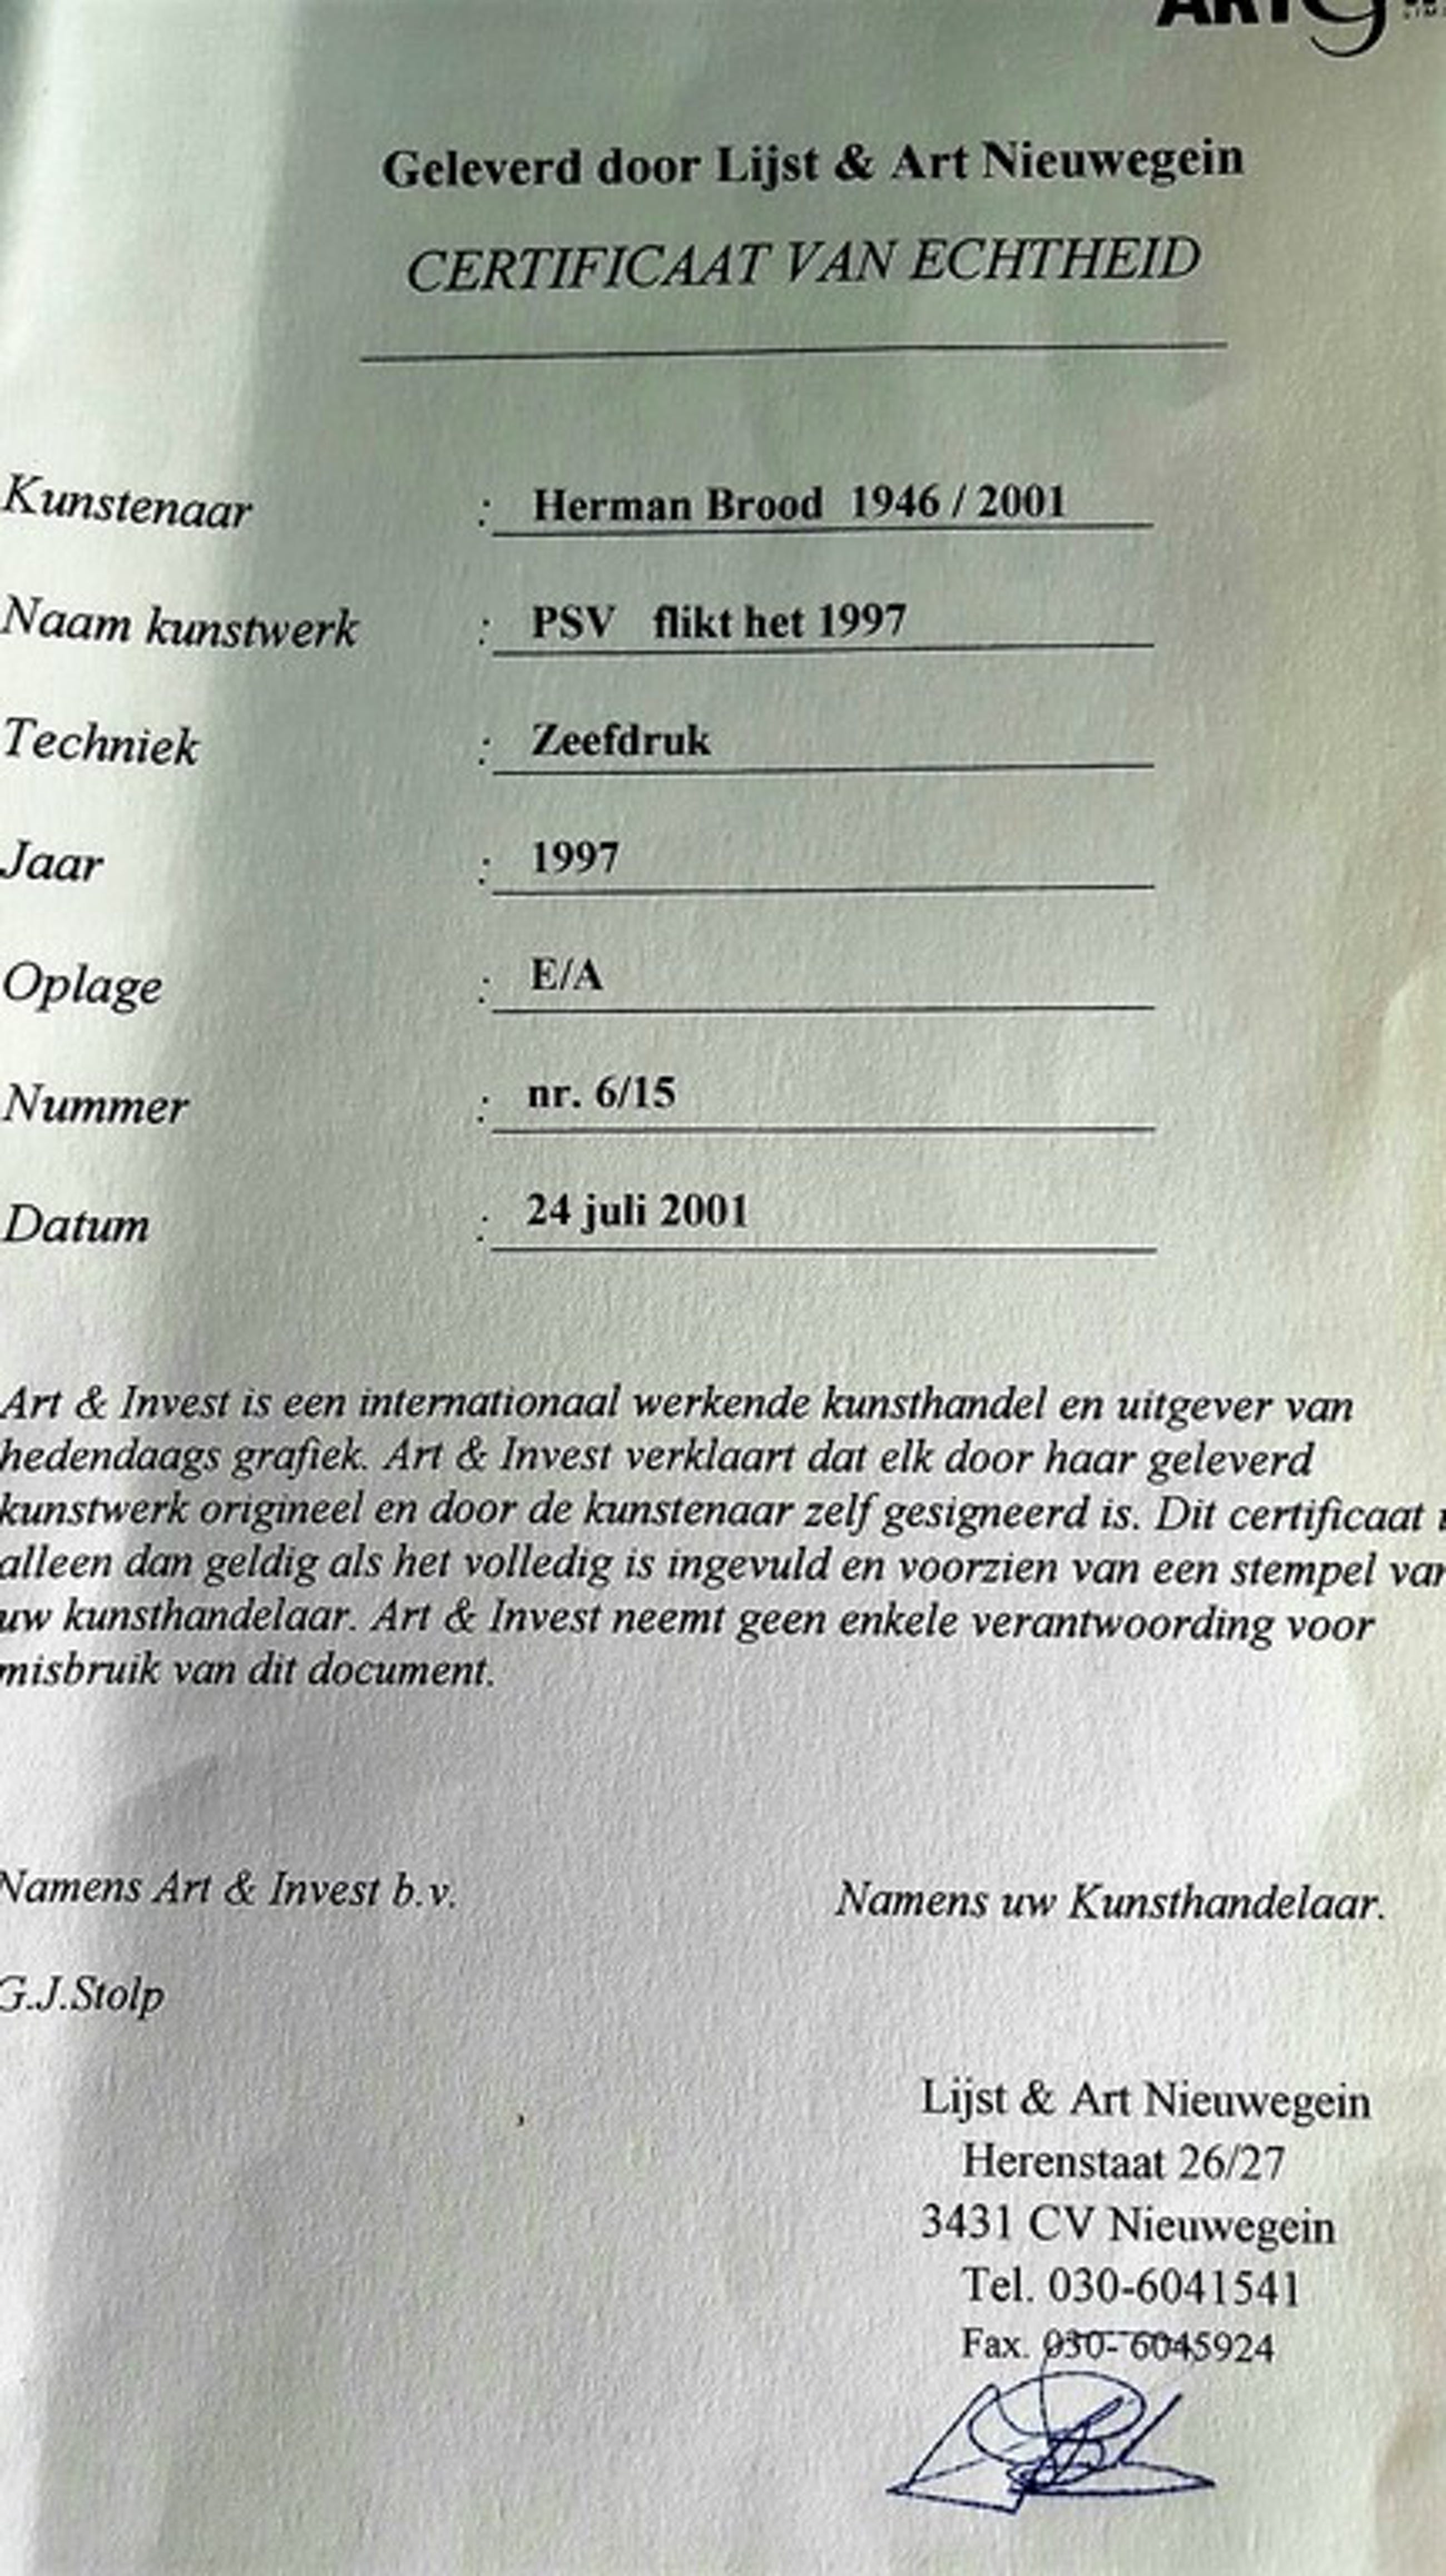 Geleverd door Lijst & Art Nieuwegein
CERTIFICAAT VAN ECHTHEID
Kunstenaar : Herman Brood 1946 / 2001
Naam kunstwerk : PSV flikt het 1997
Techniek : Zeefdruk
Jaar : 1997
Oplage : E/A
Nummer : nr. 6/15
Datum : 24 juli 2001
Art & Invest is een internationaal werkende kunsthandel en uitgever van
hedendaags grafiek. Art & Invest verklaart dat elk door haar geleverd
kunstwerk origineel en door de kunstenaar zelf gesigneerd is. Dit certificaat
alleen dan geldig als het volledig is ingevuld en voorzien van een stempel van
uw kunsthandelaar. Art & Invest neemt geen enkele verantwoording voor
misbruik van dit document.
Namens Art & Invest b.v.
Namens uw Kunsthandelaar.
G.J.Stolp
Lijst & Art Nieuwegein
Herenstaat 26/27
3431 CV Nieuwegein
Tel. 030-6041541
Fax. 030- 6045924